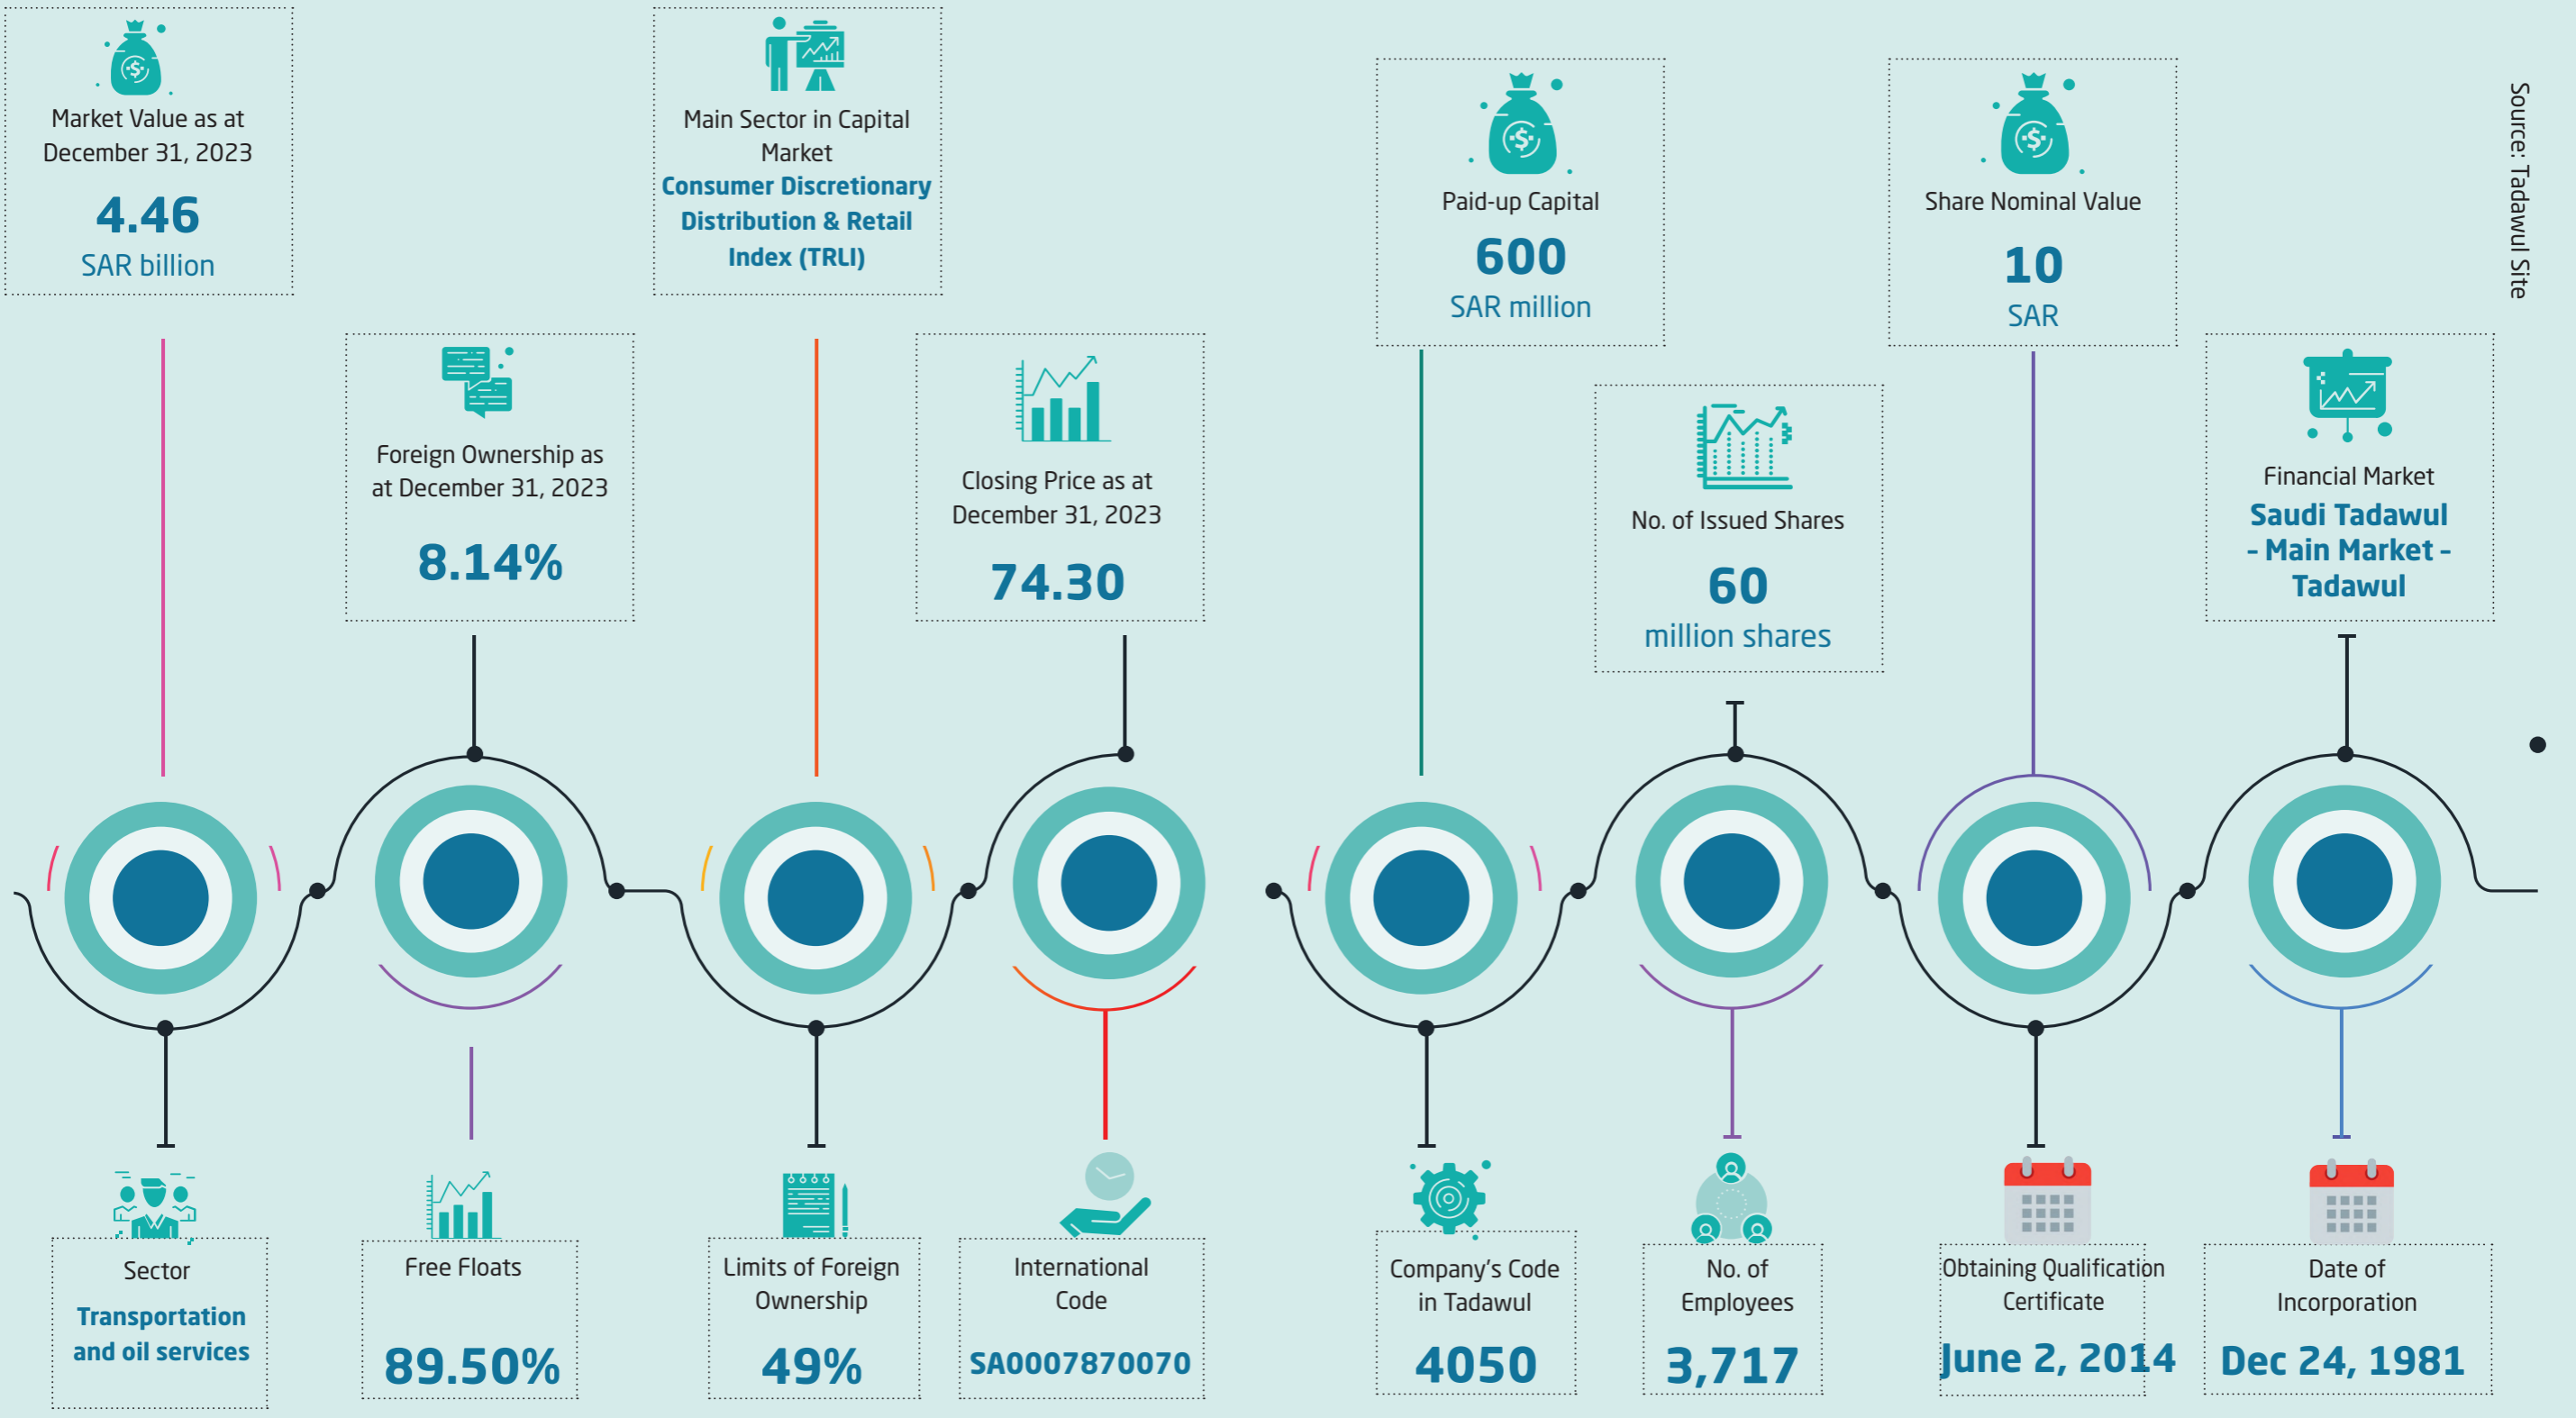 Market Value as at
December 31, 2023
4.46
SAR billion
Main Sector in Capital
Market
Consumer Discretionary
Distribution & Retail
Index (TRLI)
Paid-up Capital
600
SAR million
Share Nominal Value
10
SAR
Source: Tadawul Site
Foreign Ownership as
at December 31, 2023
8.14%
Closing Price as at
December 31, 2023
74.30
No. of Issued Shares
60
million shares
Financial Market
Saudi Tadawul
- Main Market -
Tadawul
Sector
Transportation
and oil services
Free Floats
89.50%
Limits of Foreign
Ownership
49%
International
Code
SA0007870070
Company's Code
in Tadawul
4050
No. of
Employees
3,717
Obtaining Qualification
Certificate
June 2, 2014
Date of
Incorporation
Dec 24, 1981